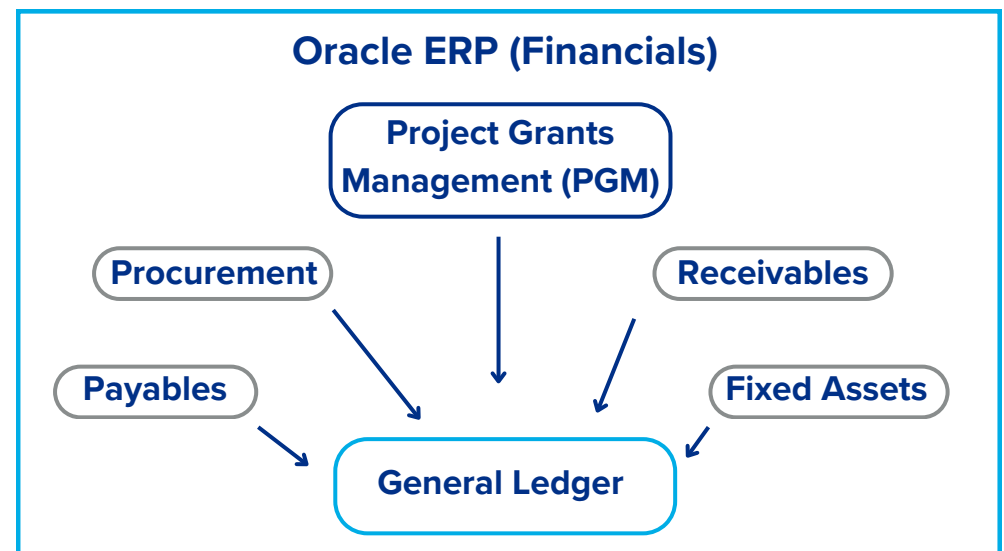 Oracle ERP (Financials)
Project Grants
Management (PGM)
Procurement
Receivables
Payables
Fixed Assets
General Ledger